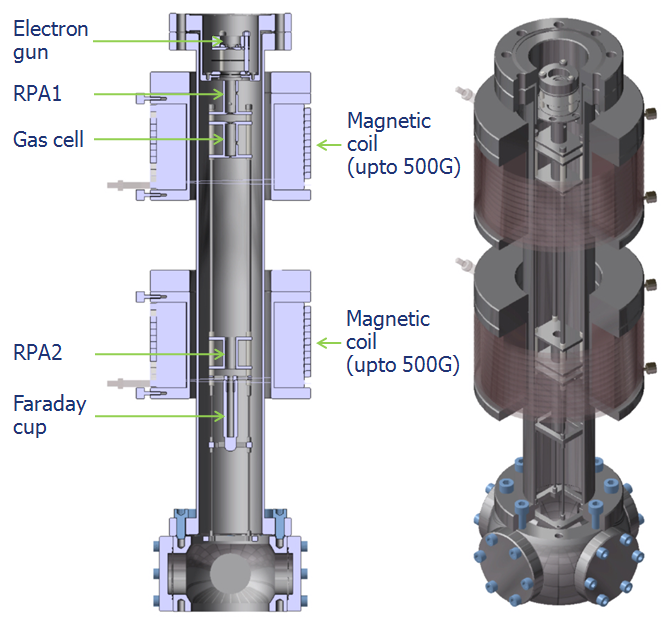 Electron
gun
RPA1
Gas cell
Magnetic
coil
(upto 500G)
RPA2
Magnetic
coil
(upto 500G)
Faraday
cup